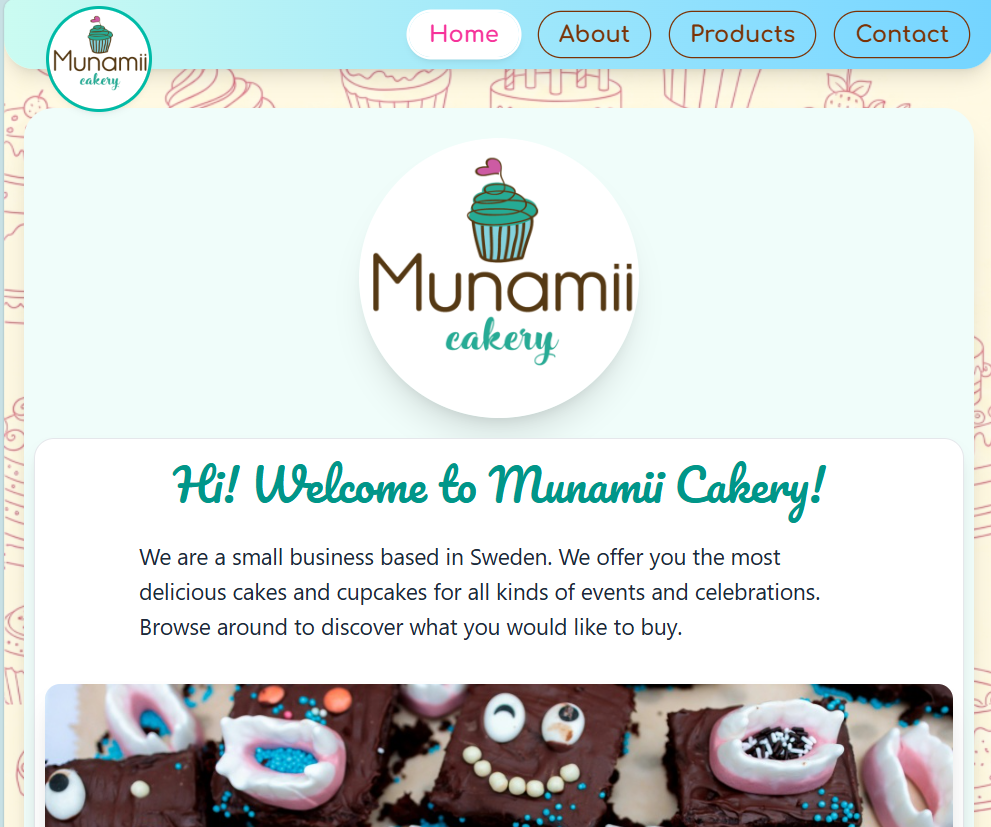 Munamii
cakery
Home
About
Products
Contact
Munamii
cakery
Hi! Welcome to Munamii Cakery!
We are a small business based in Sweden. We offer you the most
delicious cakes and cupcakes for all kinds of events and celebrations.
Browse around to discover what you would like to buy.